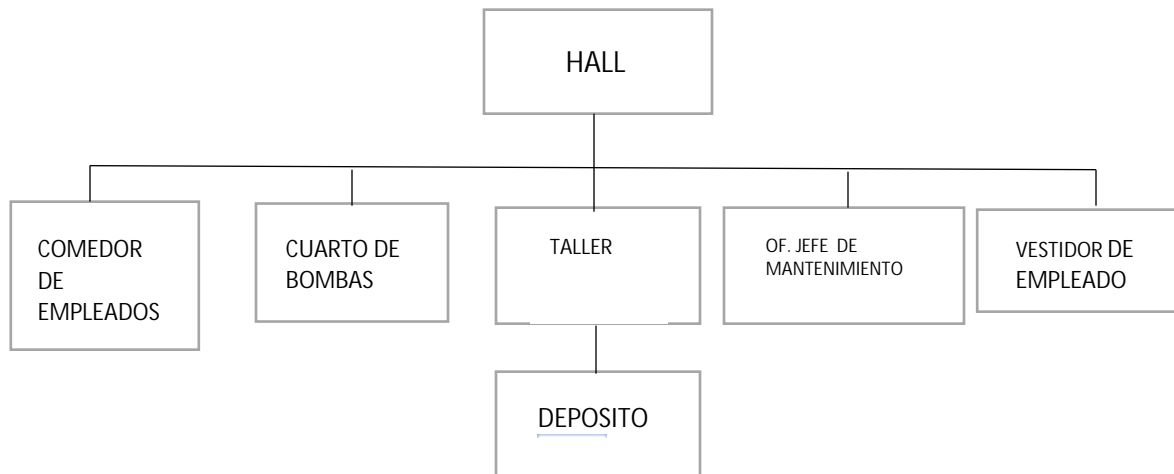 HALL
COMEDOR
DE
EMPLEADOS
CUARTO DE
BOMBAS
TALLER
OF. JEFE DE
MANTENIMIENTO
VESTIDOR DE
EMPLEADO
DEPOSITO